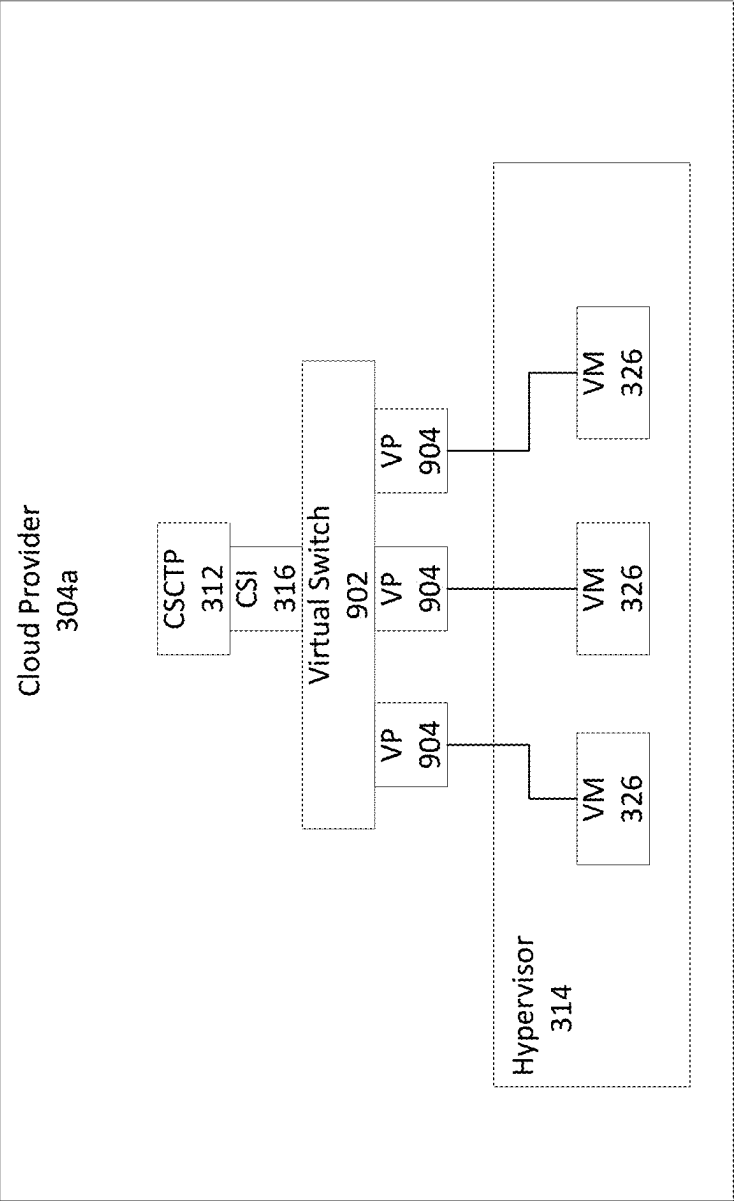 Cloud Provider
304a
CSCTP
312
CSI
316
Virtual Switch
902
VP
904
VP
904
VP
904
Hypervisor
314
VM
326
VM
326
VM
326